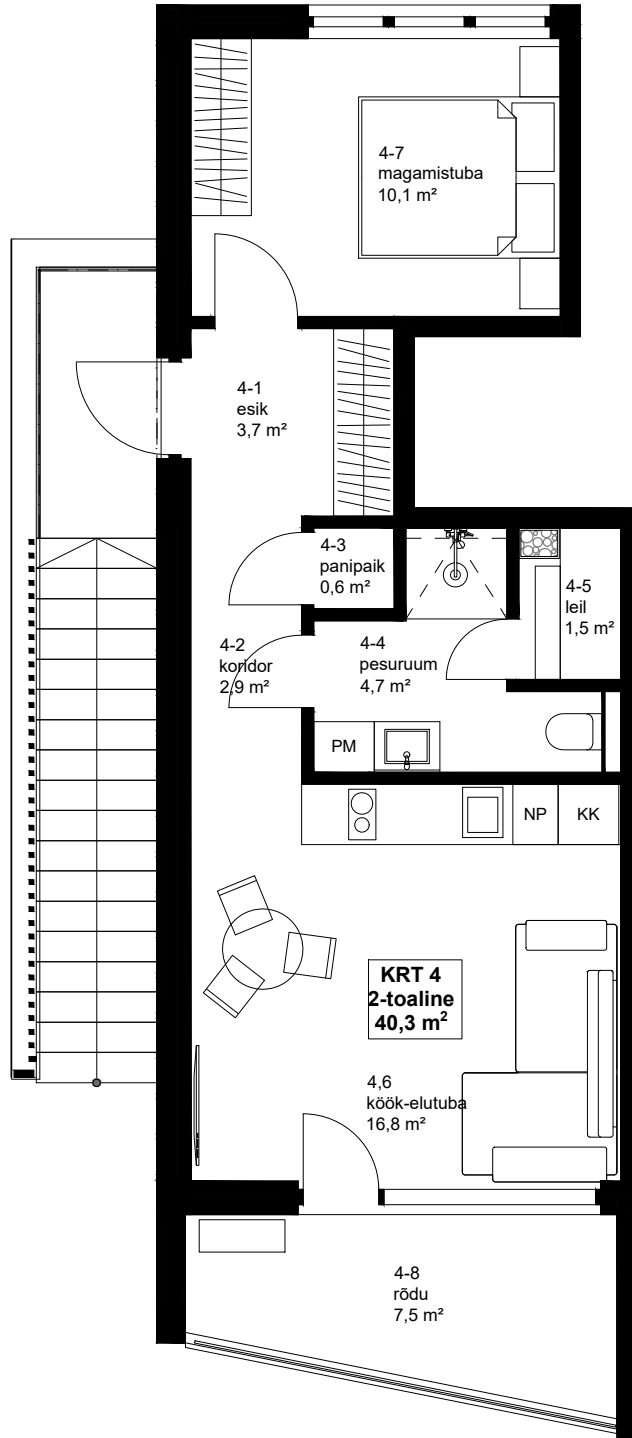 4-7
magamistuba
10,1 m²
4-1
esik
3,7 m²
4-3
panipaik
0,6 m²
4-5
leil
1,5 m²
4-2
koridor
2,9 m²
4-4
pesuruum
4,7 m²
PM
NP
KK
KRT 4
2-toaline
40,3 m²
4,6
köök-elutuba
16,8 m²
4-8
rõdu
7,5 m²